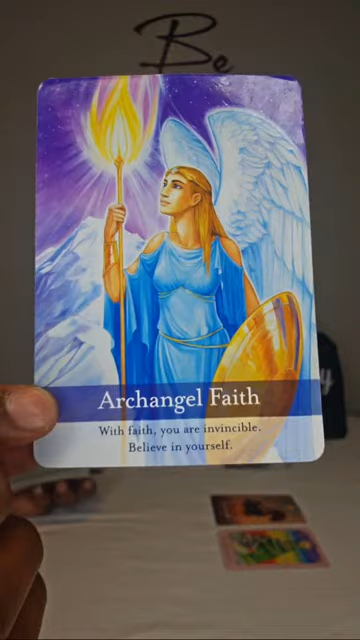 Be
Archangel Faith
With faith, you are invincible.
Believe in yourself.